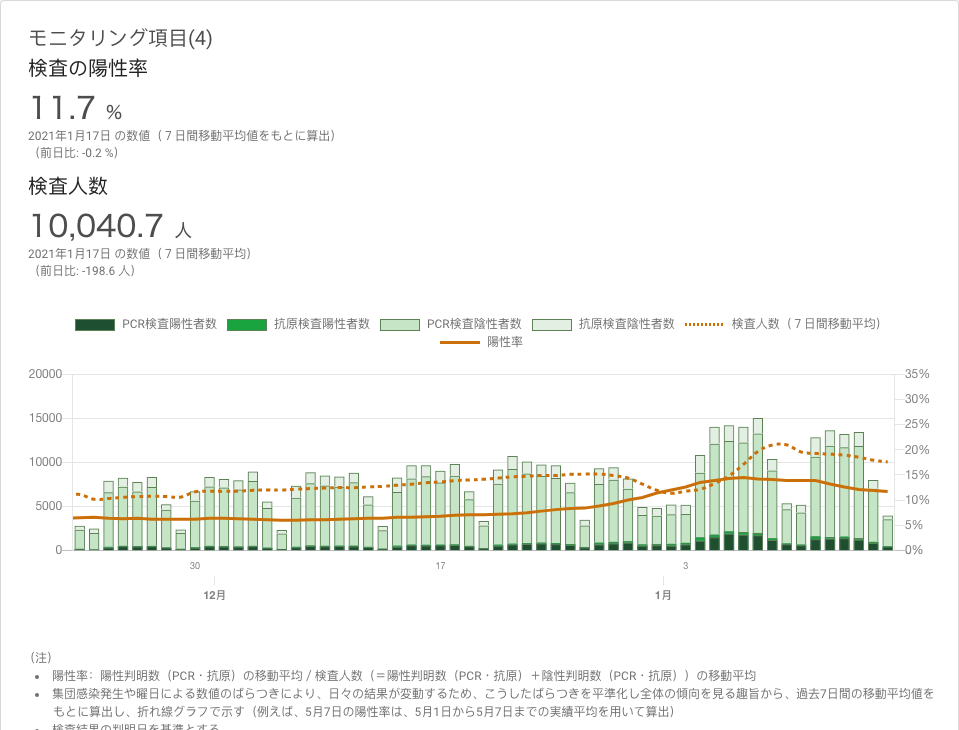 モニタリング項目(4)
検査の陽性率
11.7 %
2021年1月17日 の数値（７日間移動平均値をもとに算出）
（前日比: -0.2 %）
検査人数
10,040.7 人
2021年1月17日 の数値（７日間移動平均）
（前日比: -198.6 人）
PCR検査陽性者数 抗原検査陽性者数 PCR検査陰性者数 抗原検査陰性者数 検査人数（７日間移動平均）
陽性率
20000 35%
30%
15000
25%
20%
10000
15%
10%
5000
5%
0 0%
30 17 3
12月 1月
（注）
• 陽性率：陽性判明数（PCR・抗原）の移動平均 / 検査人数（＝陽性判明数（PCR・抗原）＋陰性判明数（PCR・抗原））の移動平均
• 集団感染発生や曜日による数値のばらつきにより、日々の結果が変動するため、こうしたばらつきを平準化し全体の傾向を見る趣旨から、過去7日間の移動平均値を
もとに算出し、折れ線グラフで示す（例えば、5月7日の陽性率は、5月1日から5月7日までの実績平均を用いて算出）
• 検査結果の判明日を基準とする